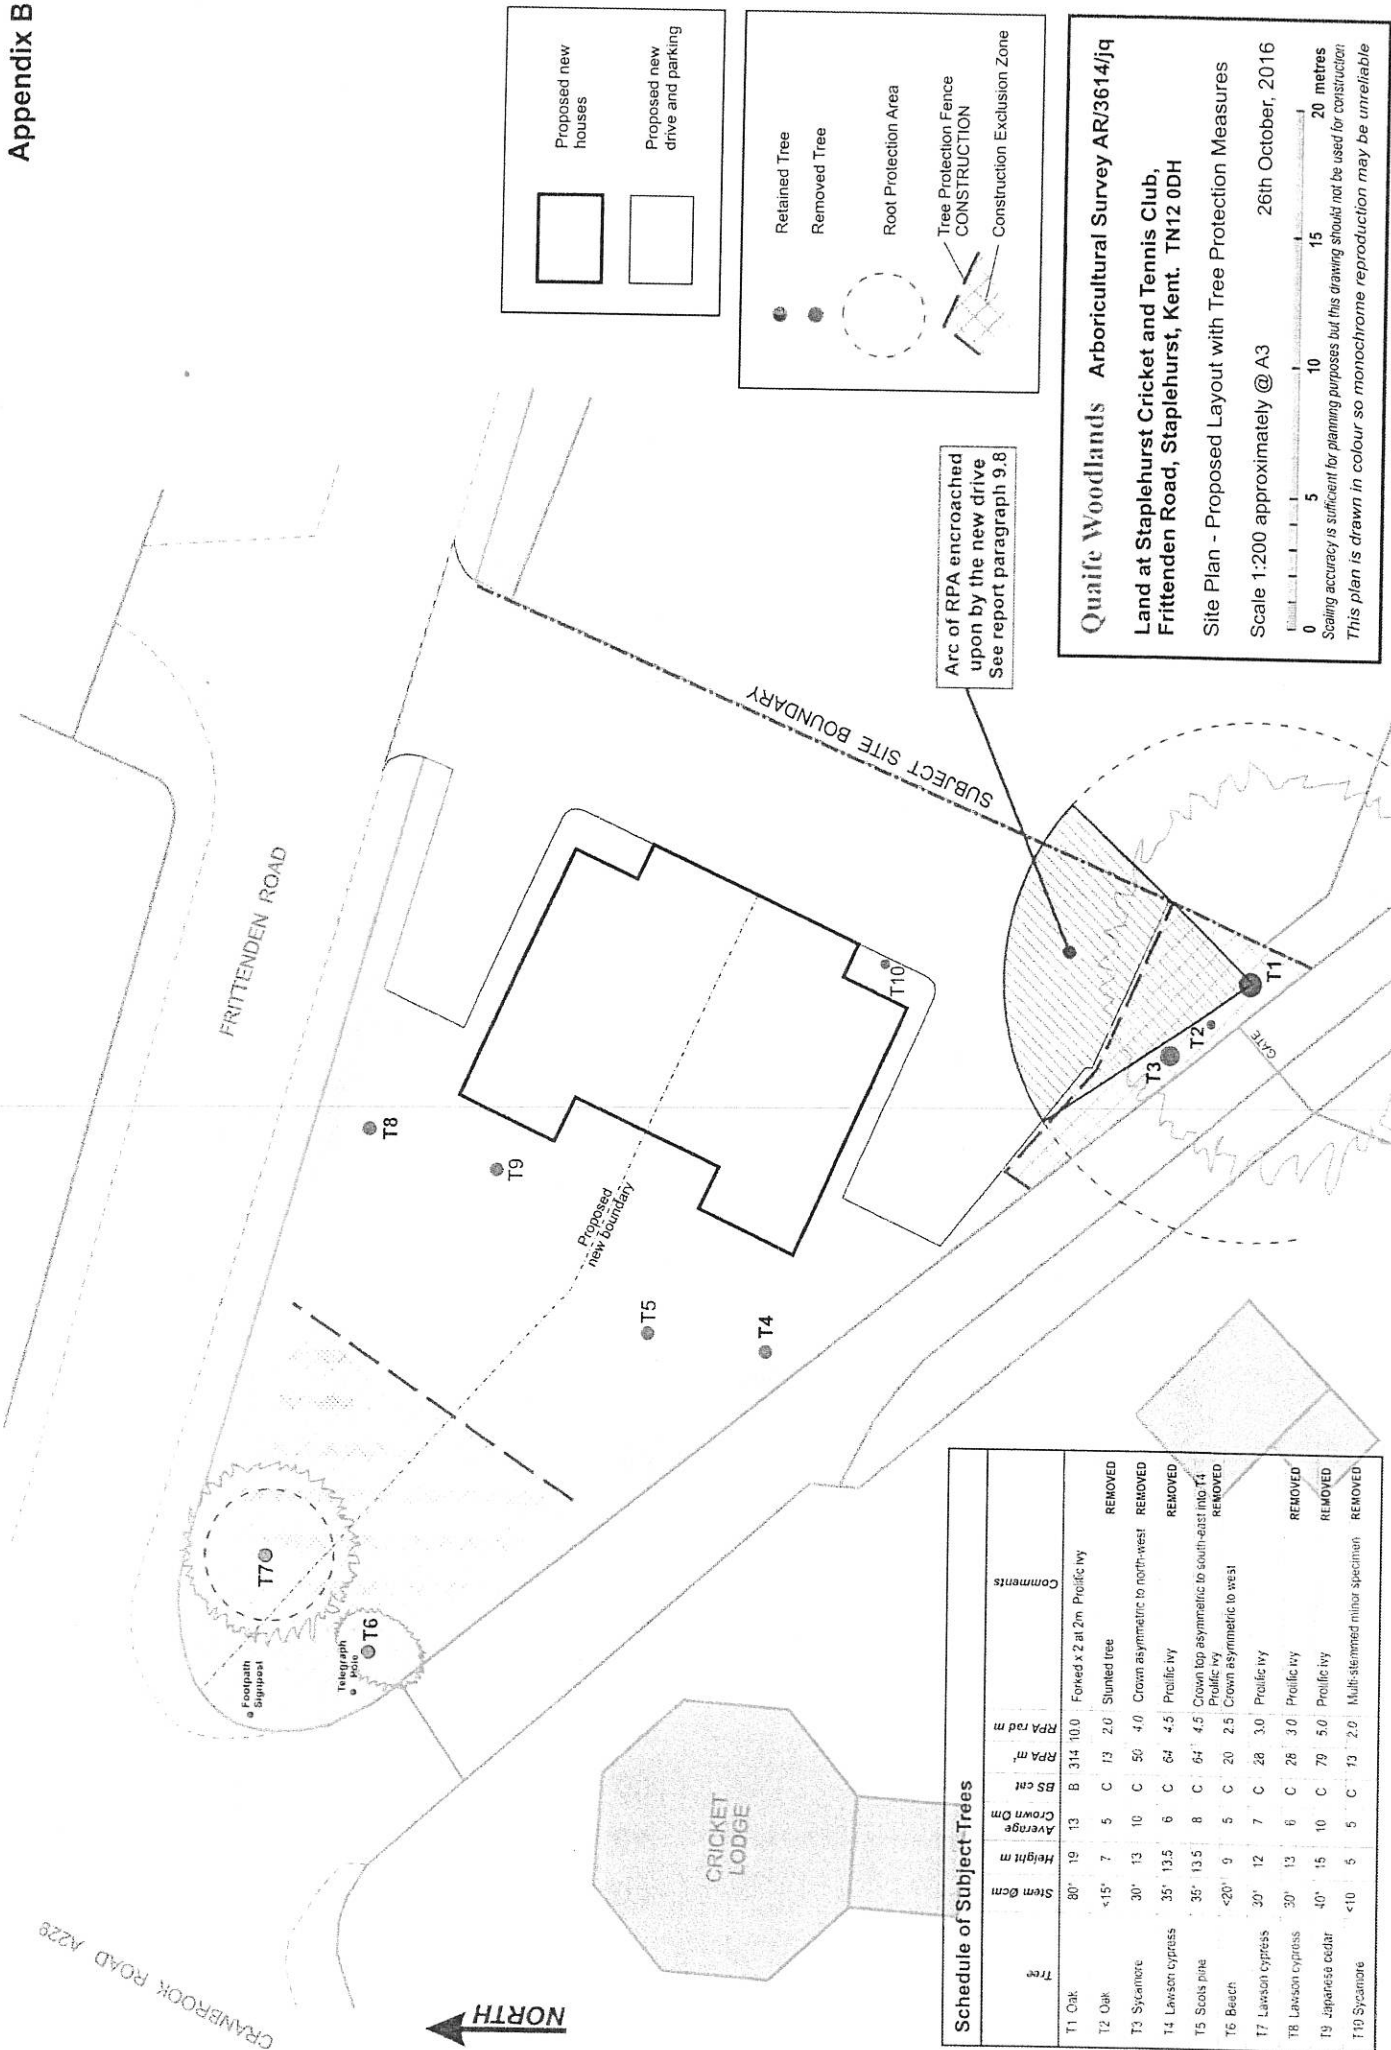 Appendix B
Proposed new
houses
Proposed new
drive and parking
Retained Tree
Removed Tree
Root Protection Area
Tree Protection Fence
CONSTRUCTION
Construction Exclusion Zone
Quaife Woodlands Arboricultural Survey AR/3614/jq
Land at Staplehurst Cricket and Tennis Club,
Frittenden Road, Staplehurst, Kent. TN12 0DH
Site Plan - Proposed Layout with Tree Protection Measures
Scale 1:200 approximately @ A3 26th October, 2016
0 5 10 15 20 metres
Scaling accuracy is sufficient for planning purposes but this drawing should not be used for construction
This plan is drawn in colour so monochrome reproduction may be unreliable
Arc of RPA encroached
upon by the new drive
See report paragraph 9.8
SUBJECT SITE BOUNDARY
FRITTENDEN ROAD
T8
T9
T10
Proposed
new boundary
T5
T4
T3
T2
T1
GATE
T7
T6
Footpath
Signpost
Telegraph
Pole
CRICKET
LODGE
CRANBROOK ROAD A229
NORTH
Schedule of Subject Trees
Tree Stem Øcm Height m Average Crown Øm BS cat RPA m² RPA rad m Comments
T1 Oak 80* 19 13 B 314 10.0 Forked x 2 at 2m Prolific ivy
T2 Oak <15* 7 5 C 13 2.0 Stunted tree REMOVED
T3 Sycamore 30* 13 10 C 50 4.0 Crown asymetric to north-west REMOVED
T4 Lawson cypress 35* 13.5 6 C 64 4.5 Prolific ivy REMOVED
T5 Scots pine 35* 13.5 8 C 64 4.5 Crown top asymetric to south-east into T4
Prolific ivy REMOVED
T6 Beach <20* 9 5 C 20 2.5 Crown asymetric to west
T7 Lawson cypress 30* 12 7 C 28 3.0 Prolific ivy
T8 Lawson cypress 30* 13 6 C 28 3.0 Prolific ivy REMOVED
T9 Japanese cedar 40* 15 10 C 79 5.0 Prolific ivy REMOVED
T10 Sycamore <10 5 5 C 13 2.0 Multi-stemmed minor specimen REMOVED